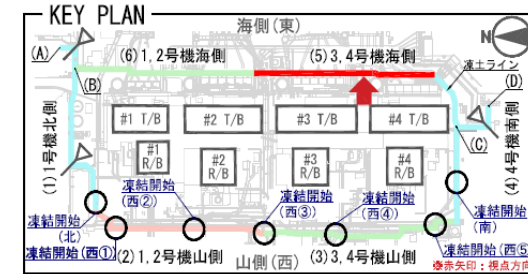 KEY PLAN
海側(東)
N
(A)
(B)
(6)1,2号機海側
(5)3,4号機海側
凍土ライン
(D)
(C)
(1)1号機北側
(4)4号機南側
#1 T/B
#2 T/B
#3 T/B
#4 T/B
#1
R/B
#2
R/B
#3
R/B
#4
R/B
凍結開始
(西②)
凍結開始
(西③)
凍結開始
(西④)
凍結開始
(北)
凍結開始
(南)
凍結開始(西①)
(2)1,2号機山側
(3)3,4号機山側
凍結開始(西⑤)
山側(西)
※赤矢印:視点方向